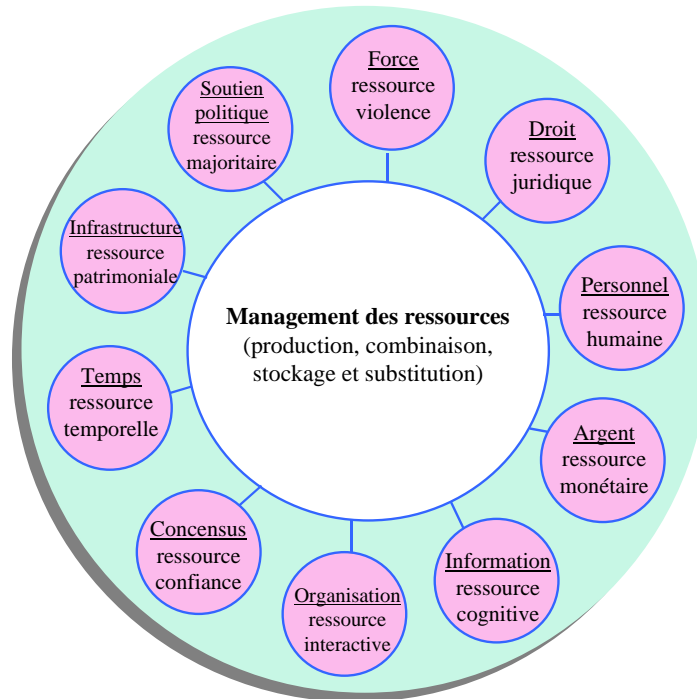 Force
ressource
violence
Droit
ressource
juridique
Personnel
ressource
humaine
Argent
ressource
monétaire
Information
ressource
cognitive
Organisation
ressource
interactive
Concensus
ressource
confiance
Temps
ressource
temporelle
Infrastructure
ressource
patrimoniale
Soutien
politique
ressource
majoritaire
Management des ressources
(production, combinaison,
stockage et substitution)